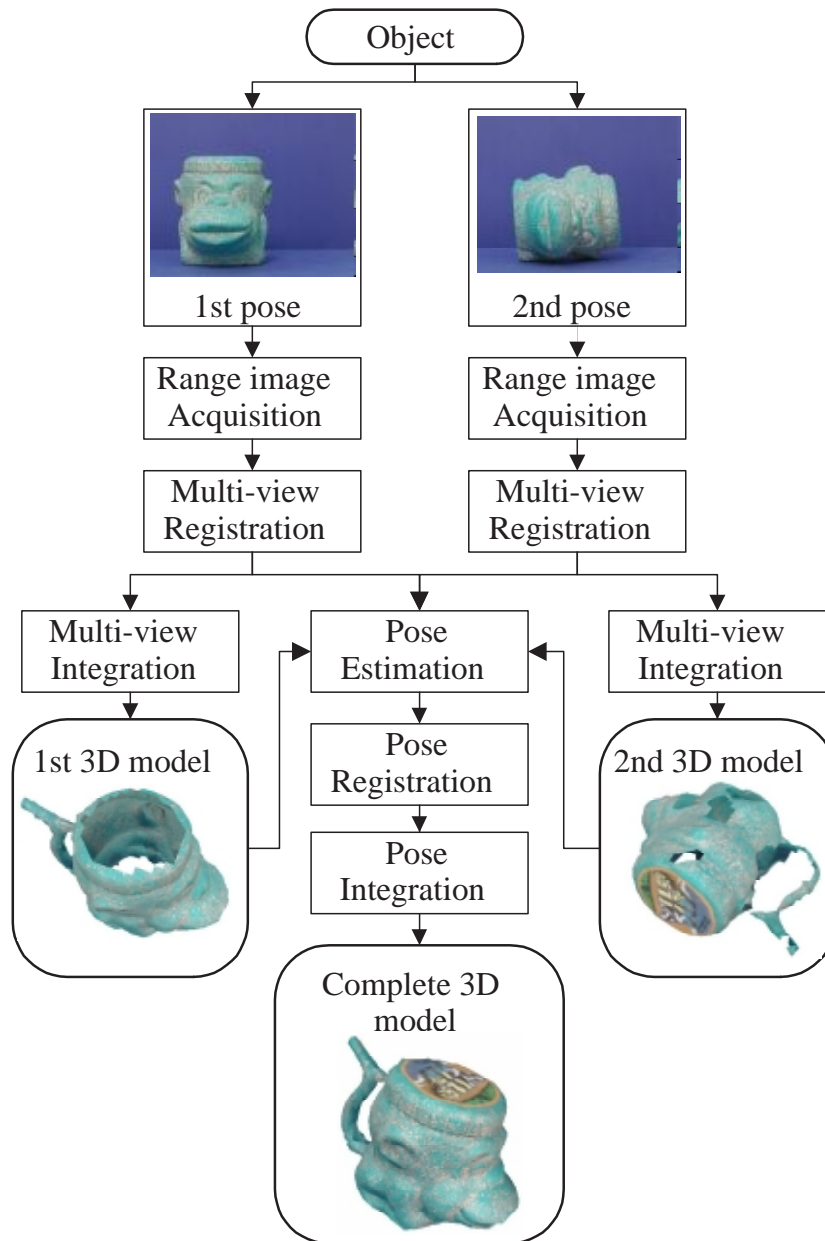 Object
1st pose
2nd pose
Range image
Acquisition
Range image
Acquisition
Multi-view
Registration
Multi-view
Registration
Multi-view
Integration
Pose
Estimation
Multi-view
Integration
1st 3D model
Pose
Registration
2nd 3D model
Pose
Integration
Complete 3D
model